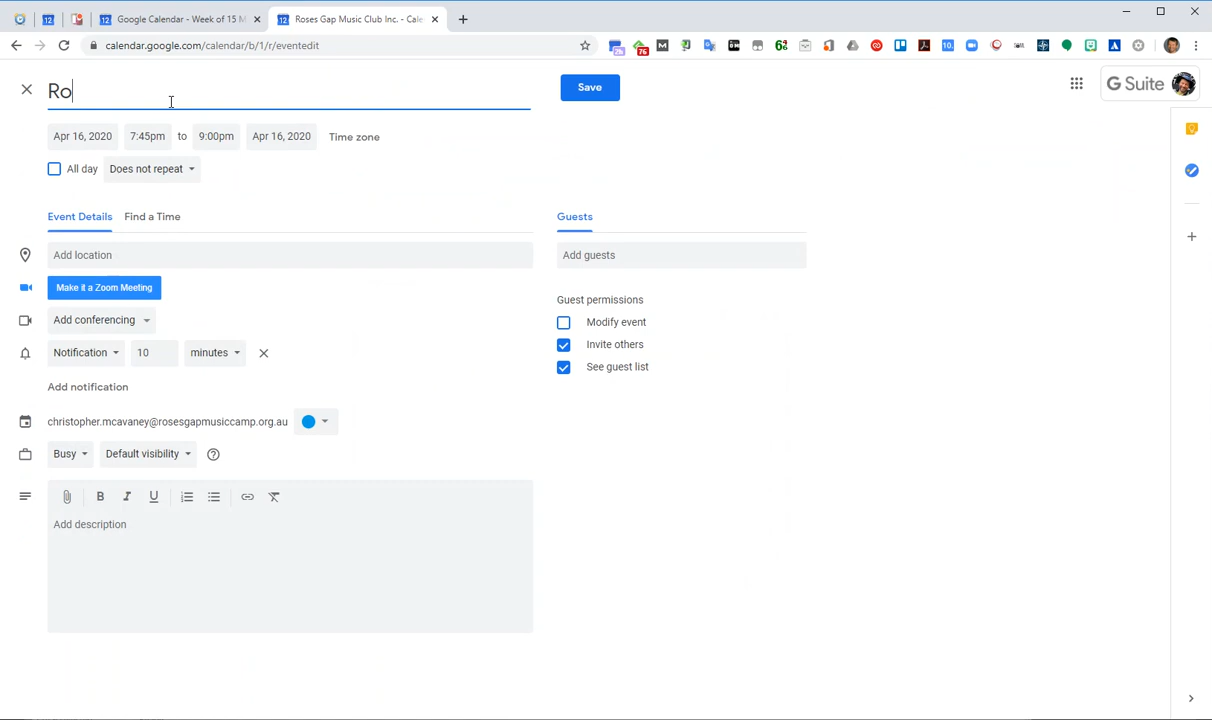 Google Calendar - Week of 15 M
Roses Gap Music Club Inc. - Cale
calendar.google.com/calendar/b/1/r/eventedit
Ro
Save
G Suite
Apr 16, 2020 7:45pm to 9:00pm Apr 16, 2020 Time zone
All day Does not repeat
Event Details Find a Time
Guests
Add location
Add guests
Make it a Zoom Meeting
Guest permissions
Add conferencing
Modify event
Invite others
Notification 10 minutes
See guest list
Add notification
christopher.mcavaney@rosesgapmusiccamp.org.au
Busy Default visibility
B I U
Add description